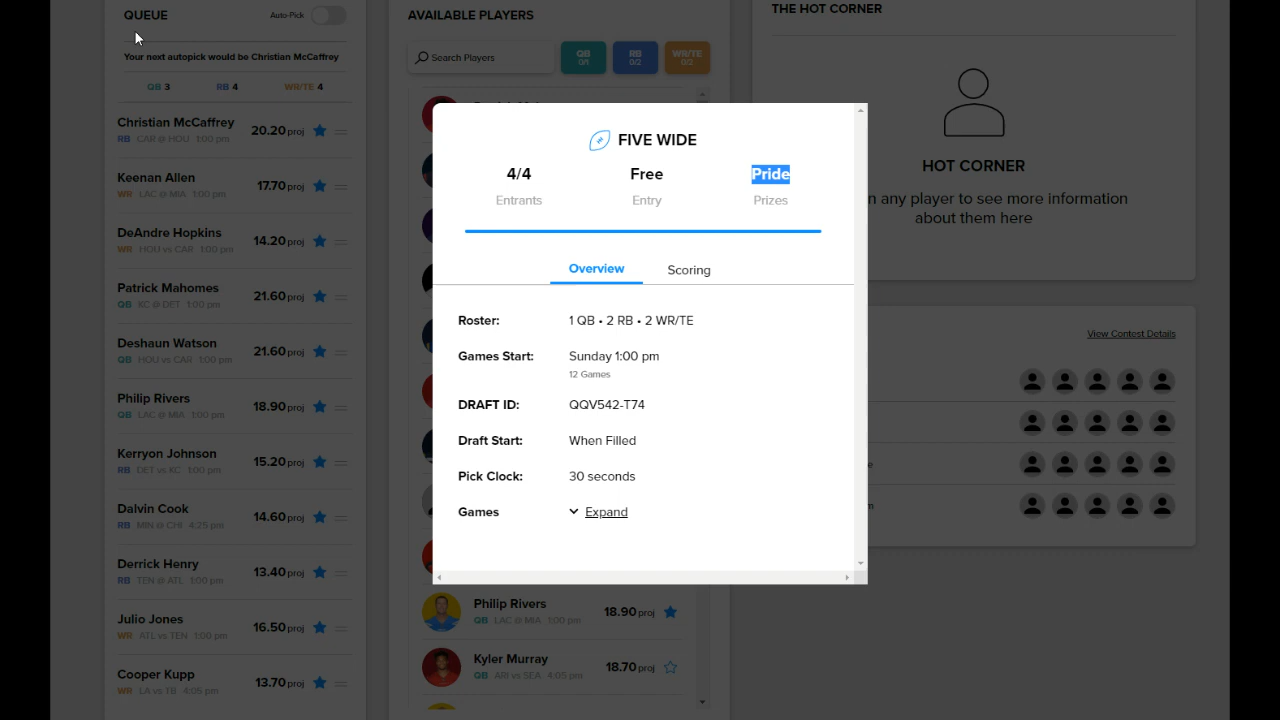 QUEUE
Auto-Pick
Your next autopick would be Christian McCaffrey
QB 3 RB 4 WR/TE 4
Christian McCaffrey
RB CAR @ HOU 1:00 pm
20.20 proj
Keenan Allen
WR LAC @ MIA 1:00 pm
17.70 proj
DeAndre Hopkins
WR HOU vs CAR 1:00 pm
14.20 proj
Patrick Mahomes
QB KC @ DET 1:00 pm
21.60 proj
Deshaun Watson
QB HOU vs CAR 1:00 pm
21.60 proj
Philip Rivers
QB LAC @ MIA 1:00 pm
18.90 proj
Kerryon Johnson
RB DET vs KC 1:00 pm
15.20 proj
Dalvin Cook
RB MIN @ CHI 4:25 pm
14.60 proj
Derrick Henry
RB TEN @ ATL 1:00 pm
13.40 proj
Julio Jones
WR ATL vs TEN 1:00 pm
16.50 proj
Cooper Kupp
WR LA vs TB 4:05 pm
13.70 proj
AVAILABLE PLAYERS
Search Players
QB
0/1
RB
0/2
WR/TE
0/2
FIVE WIDE
4/4 Free Pride
Entrants Entry Prizes
Overview Scoring
Roster: 1 QB • 2 RB • 2 WR/TE
Games Start: Sunday 1:00 pm
12 Games
DRAFT ID: QQV542-T74
Draft Start: When Filled
Pick Clock: 30 seconds
Games Expand
Philip Rivers
QB LAC @ MIA 1:00 pm
18.90 proj
Kyler Murray
QB ARI vs SEA 4:05 pm
18.70 proj
THE HOT CORNER
HOT CORNER
any player to see more information
about them here
View Contest Details